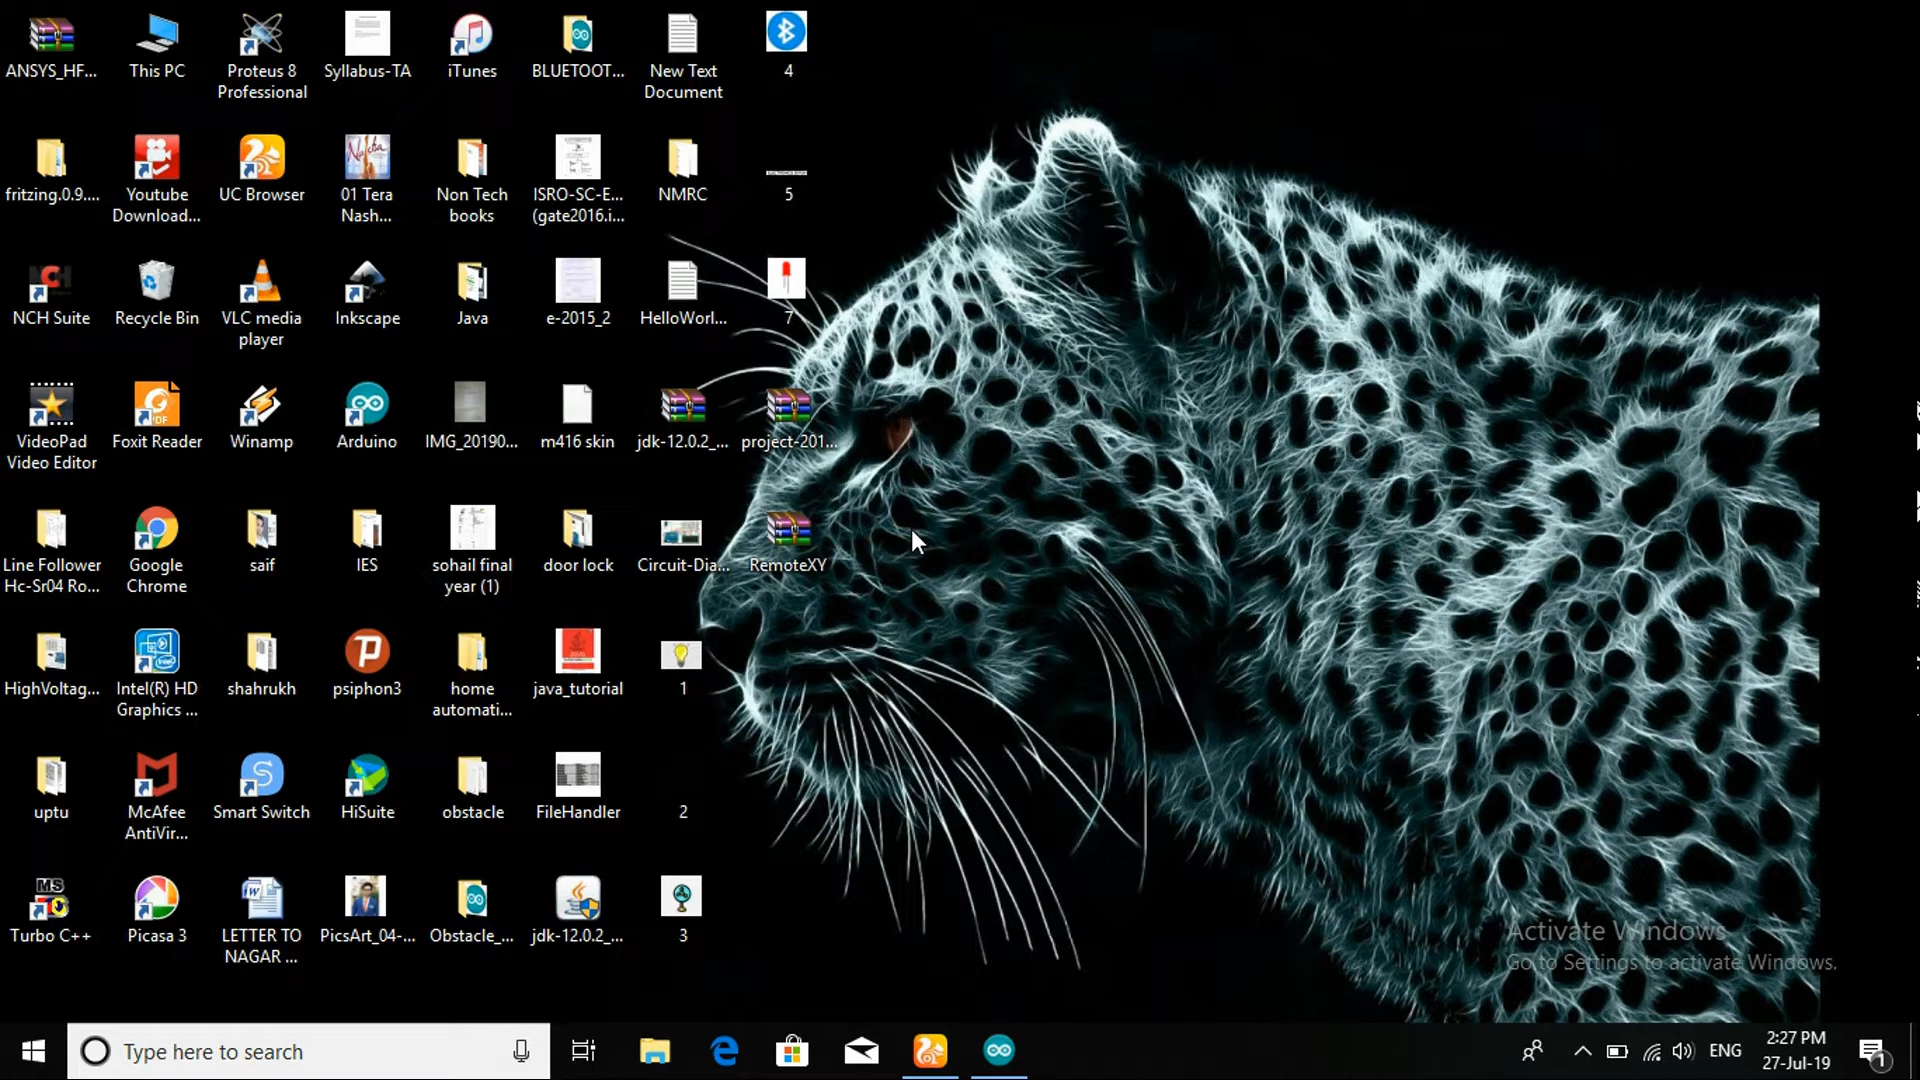 ANSYS_HF...
This PC
Proteus 8
Professional
Syllabus-TA
iTunes
BLUETOOT...
New Text
Document
4
fritzing.0.9....
Youtube
Download...
UC Browser
01 Tera
Nash...
Non Tech
books
ISRO-SC-E...
(gate2016.i...
NMRC
5
NCH Suite
Recycle Bin
VLC media
player
Inkscape
Java
e-2015_2
HelloWorl...
7
VideoPad
Video Editor
Foxit Reader
Winamp
Arduino
IMG_20190...
m416 skin
jdk-12.0.2_...
project-201...
Line Follower
Hc-Sr04 Ro...
Google
Chrome
saif
IES
sohail final
year (1)
door lock
Circuit-Dia...
RemoteXY
HighVoltag...
Intel(R) HD
Graphics ...
shahrukh
psiphon3
home
automati...
java_tutorial
1
uptu
McAfee
AntiVir...
Smart Switch
HiSuite
obstacle
FileHandler
2
Turbo C++
Picasa 3
LETTER TO
NAGAR ...
PicsArt_04-...
Obstacle_...
jdk-12.0.2_...
3
Activate Windows
Go to Settings to activate Windows.
Type here to search
ENG
2:27 PM
27-Jul-19
1